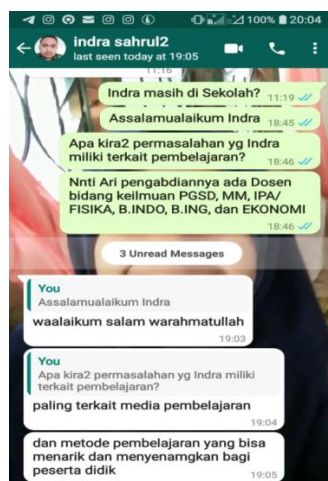 100% 20:04
indra sahrul2
last seen today at 19:05
11:16
Indra masih di Sekolah? 11:19
Assalamualaikum Indra 18:45
Apa kira2 permasalahan yg Indra
miliki terkait pembelajaran? 18:46
Nnti Ari pengabdiannya ada Dosen
bidang keilmuan PGSD, MM, IPA/
FISIKA, B.INDO, B.ING, dan EKONOMI
18:46
3 Unread Messages
You
Assalamualaikum Indra
waalaikum salam warahmatullah
19:03
You
Apa kira2 permasalahan yg Indra miliki
terkait pembelajaran?
paling terkait media pembelajaran
19:04
dan metode pembelajaran yang bisa
menarik dan menyenamgkan bagi
peserta didik 19:05